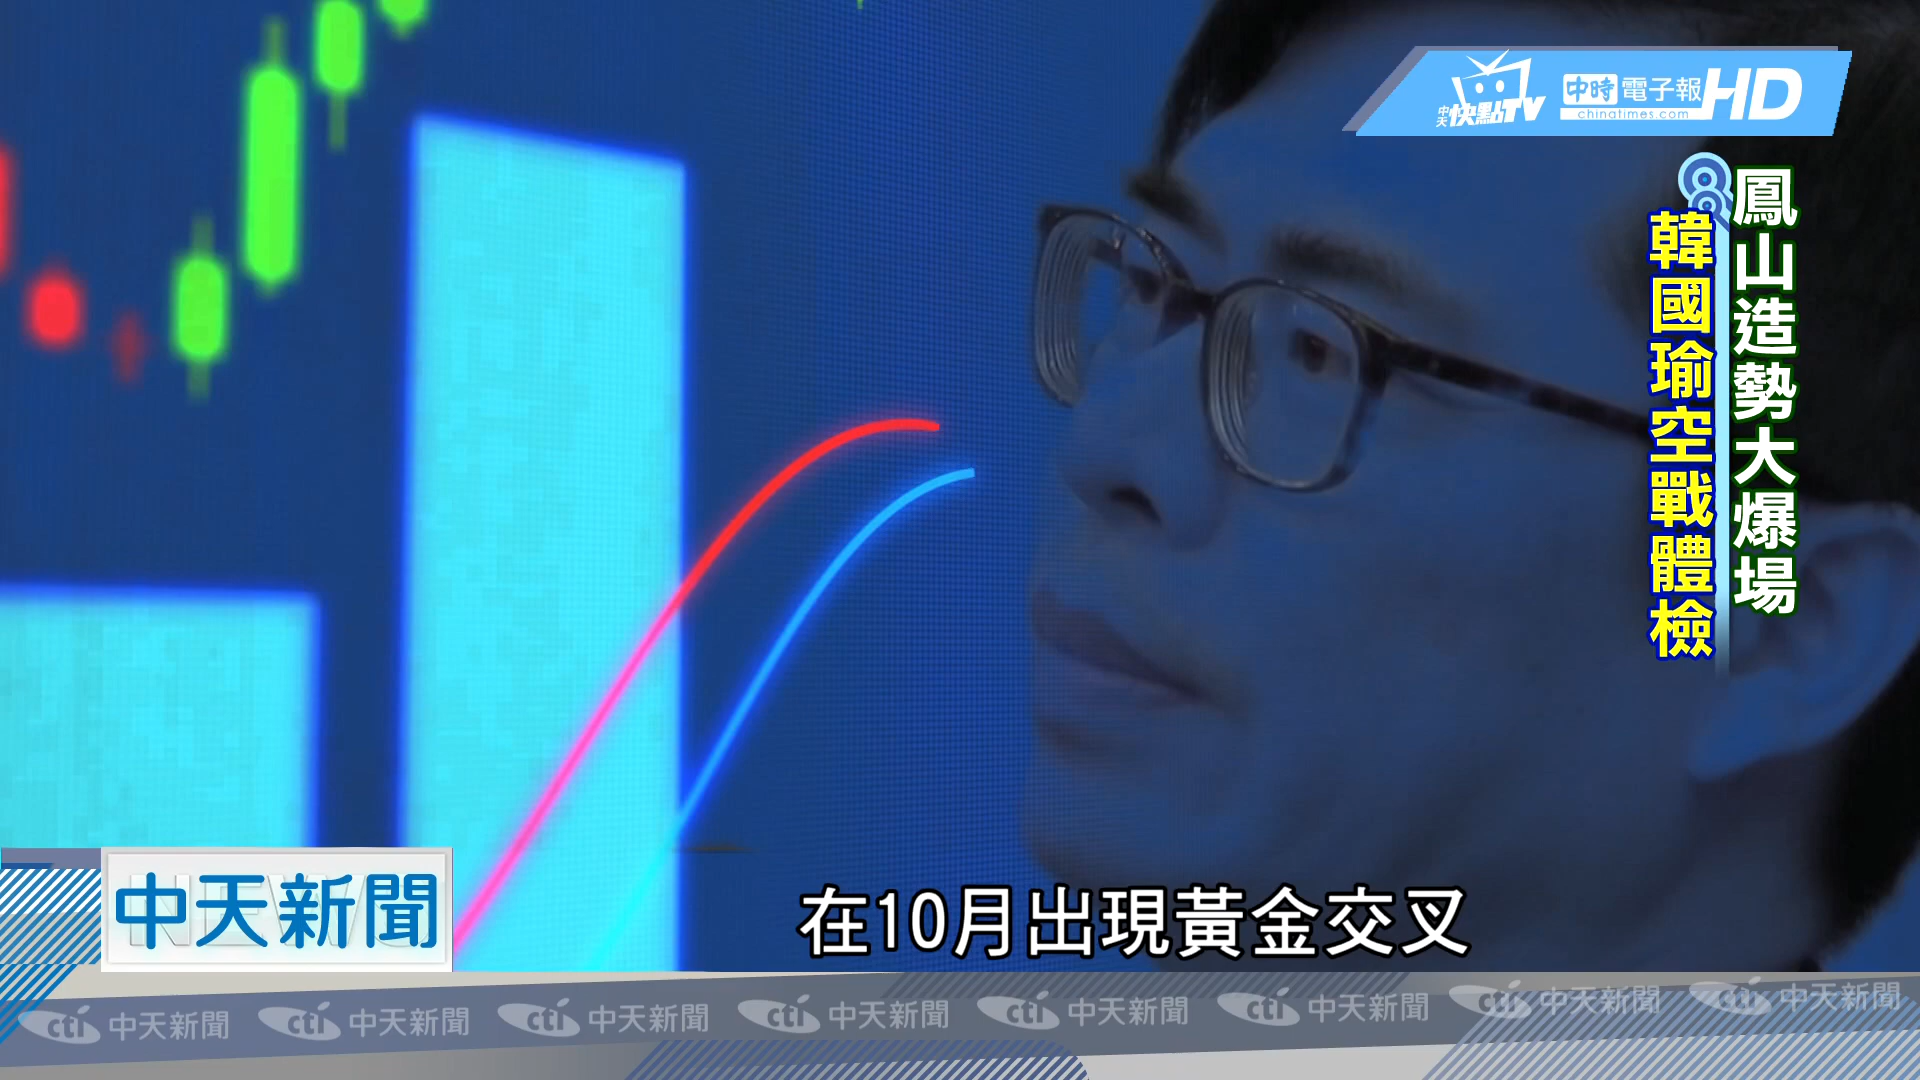 中天快點TV 中時電子報HD
chinatimes.com
鳳山造勢大爆場
韓國瑜空戰體檢
在10月出現黃金交叉
中天新聞
cti 中天新聞 cti 中天新聞 cti 中天新聞 cti 中天新聞 cti 中天新聞 cti 中天新聞 cti 中天新聞 cti 中天新聞